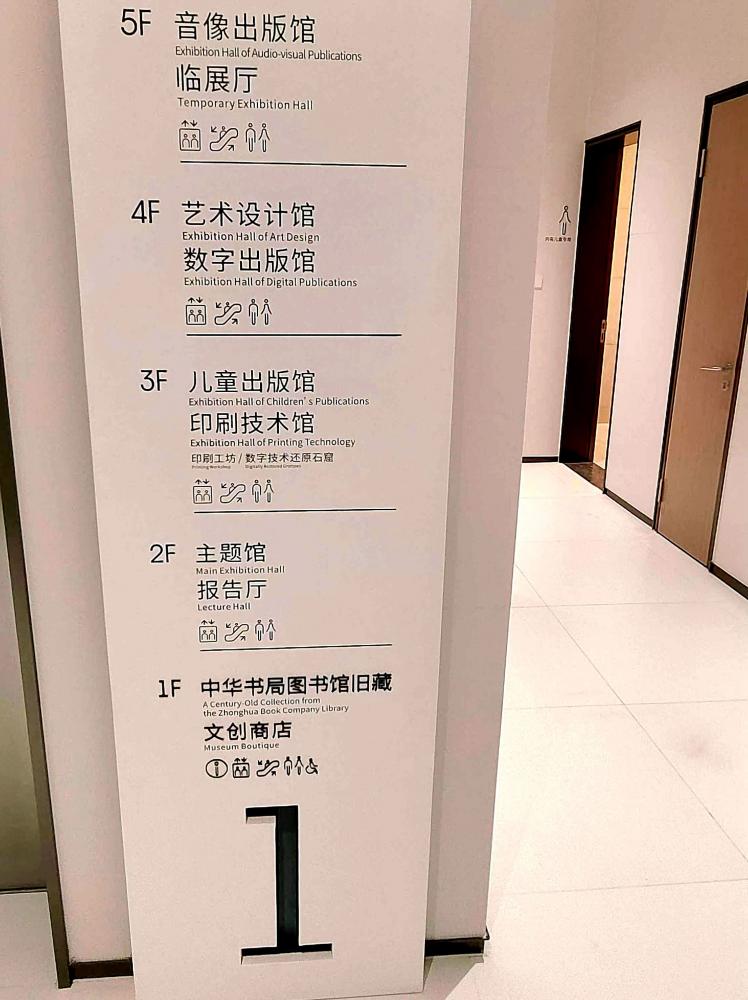 5F 音像出版馆
Exhibition Hall of Audio-visual Publications
临展厅
Temporary Exhibition Hall
4F 艺术设计馆
Exhibition Hall of Art Design
数字出版馆
Exhibition Hall of Digital Publications
3F 儿童出版馆
Exhibition Hall of Children's Publications
印刷技术馆
Exhibition Hall of Printing Technology
印刷工坊 / 数字技术还原石窟
Printing Workshop Digitally Restored Grottoes
2F 主题馆
Main Exhibition Hall
报告厅
Lecture Hall
1F 中华书局图书馆旧藏
A Century-Old Collection from
the Zhonghua Book Company Library
文创商店
Museum Boutique
1